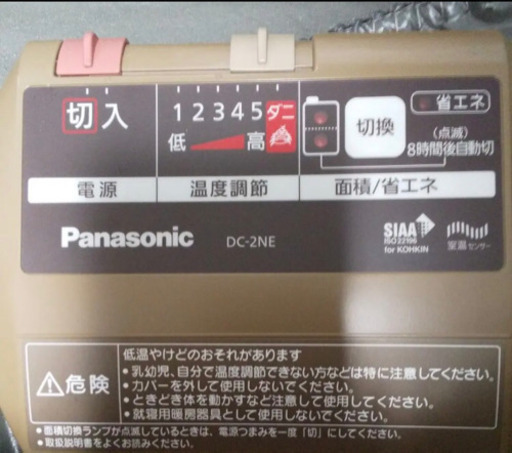 切入
1 2 3 4 5 ダニ
低 高
切換
省エネ
(点滅)
8時間後自動切
電源
温度調節
面積/省エネ
Panasonic
DC-2NE
SIAA
ISO 22196
for KOHKIN
室温センサー
危険
低温やけどのおそれがあります
•乳幼児、自分で温度調節できない方などは特に注意してください。
•カバーを外して使用しないでください。
•ときどき体を動かすなど注意して使用してください。
•就寝用暖房器具として使用しないでください。
•面積切換ランプが点滅しているときは、電源つまみを一度「切」にしてください。
•取扱説明書をよくお読みください。